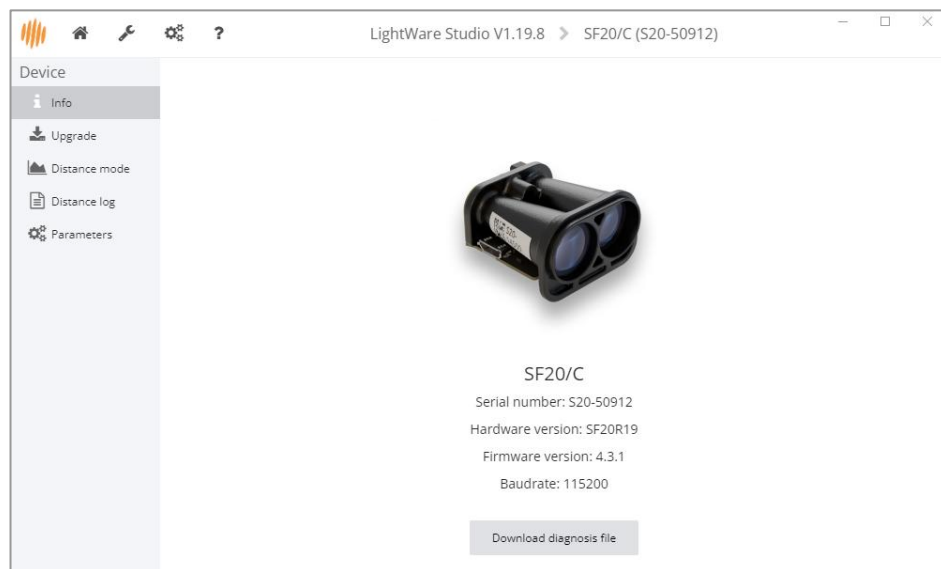 ?
LightWare Studio V1.19.8 > SF20/C (S20-50912)
Device
Info
Upgrade
Distance mode
Distance log
Parameters
S20-
SF20/C
Serial number: S20-50912
Hardware version: SF20R19
Firmware version: 4.3.1
Baudrate: 115200
Download diagnosis file